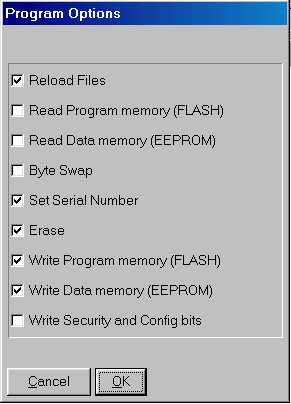 Program Options
Reload Files
Read Program memory (FLASH)
Read Data memory (EEPROM)
Byte Swap
Set Serial Number
Erase
Write Program memory (FLASH)
Write Data memory (EEPROM)
Write Security and Config bits
Cancel OK